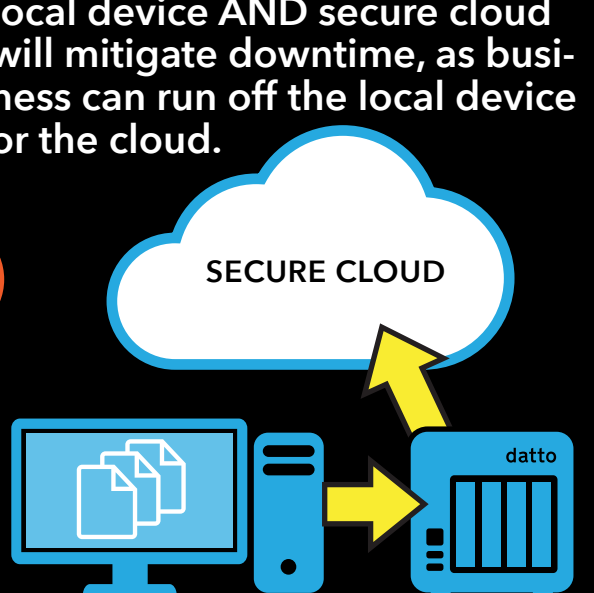 local device AND secure cloud
will mitigate downtime, as busi-
ness can run off the local device
or the cloud.
SECURE CLOUD
datto